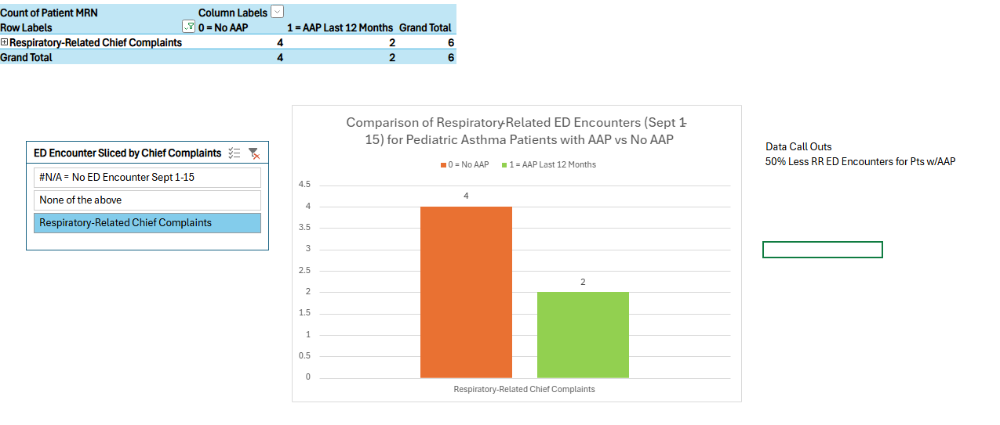 Count of Patient MRN Column Labels
Row Labels 0 = No AAP 1 = AAP Last 12 Months Grand Total
Respiratory-Related Chief Complaints 4 2 6
Grand Total 4 2 6
Comparison of Respiratory-Related ED Encounters (Sept 1-
15) for Pediatric Asthma Patients with AAP vs No AAP
ED Encounter Sliced by Chief Complaints
#N/A = No ED Encounter Sept 1-15
None of the above
Respiratory-Related Chief Complaints
0 = No AAP 1 = AAP Last 12 Months
4.5
4
3.5
3
2.5
2
1.5
1
0.5
0
4
2
Respiratory-Related Chief Complaints
Data Call Outs
50% Less RR ED Encounters for Pts w/AAP